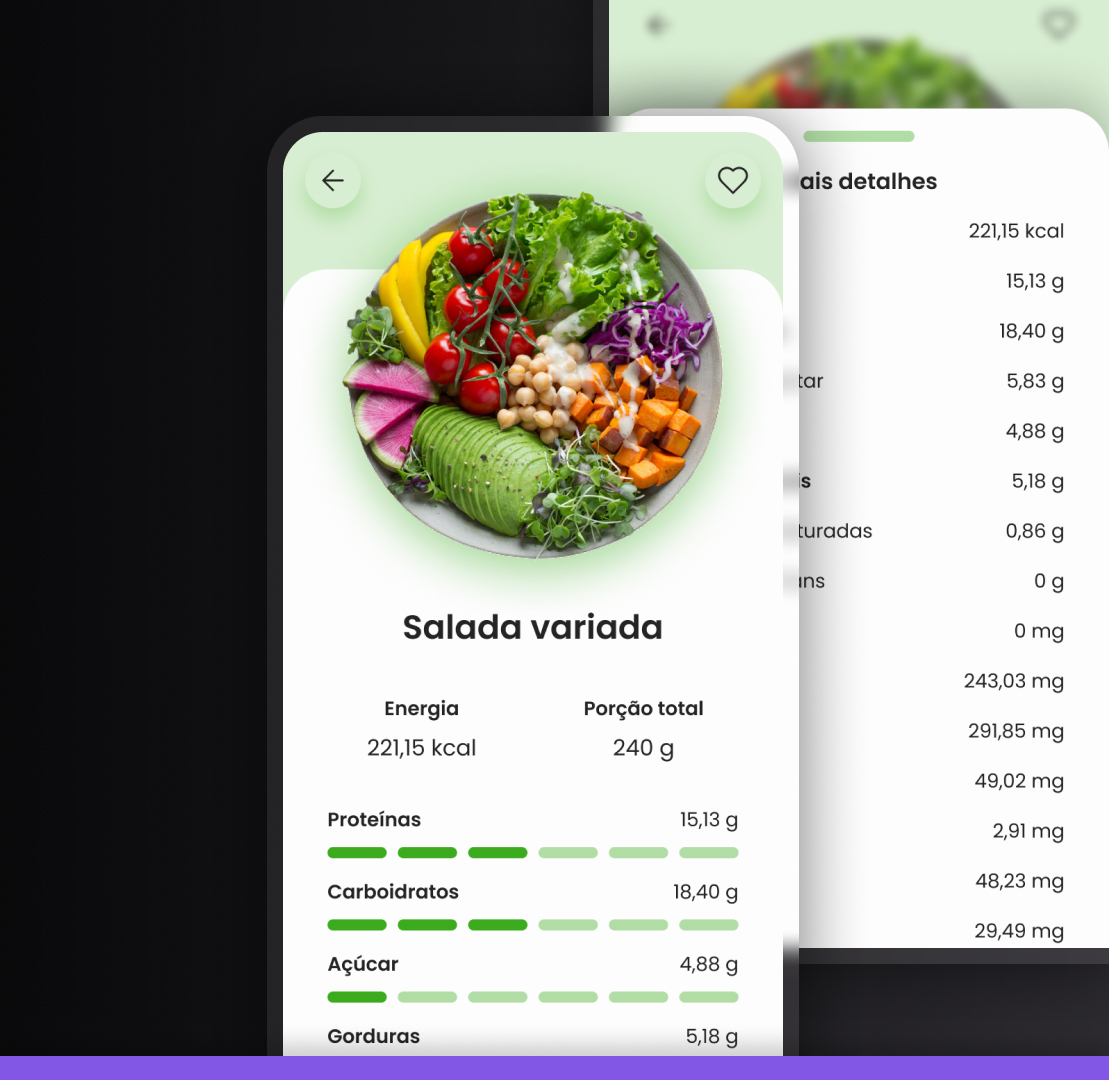 Salada variada
Energia
Porção total
221,15 kcal
240 g
Proteínas
15,13 g
Carboidratos
18,40 g
Açúcar
4,88 g
Gorduras
5,18 g
ais detalhes
221,15 kcal
15,13 g
18,40 g
tar 5,83 g
4,88 g
is 5,18 g
turadas 0,86 g
ans 0 g
0 mg
243,03 mg
291,85 mg
49,02 mg
2,91 mg
48,23 mg
29,49 mg